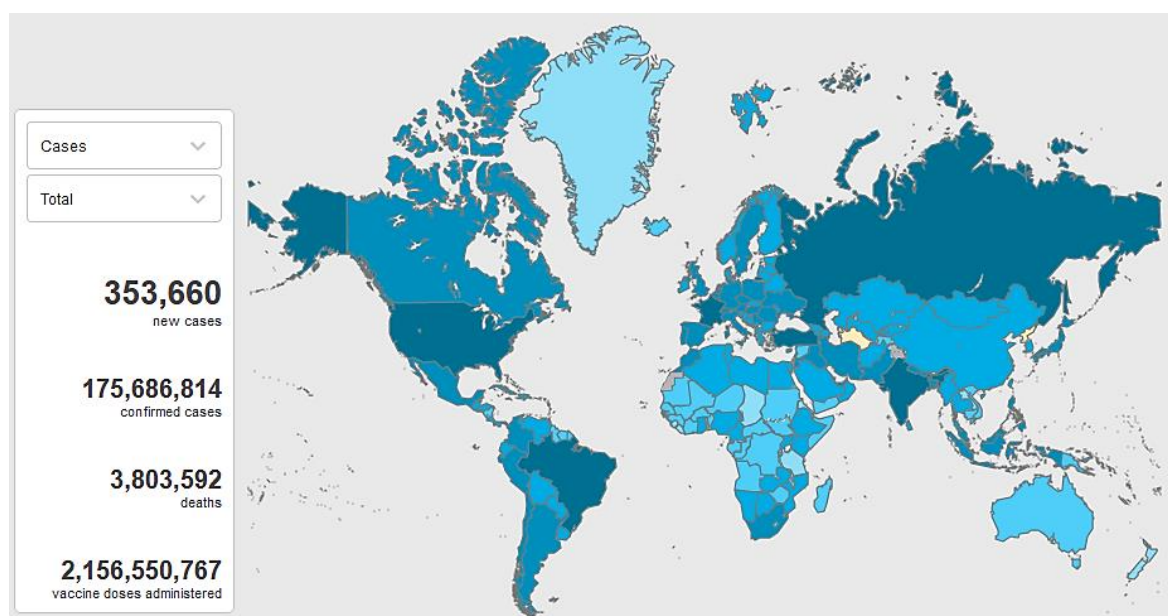 Cases
Total
353,660
new cases
175,686,814
confirmed cases
3,803,592
deaths
2,156,550,767
vaccine doses administered